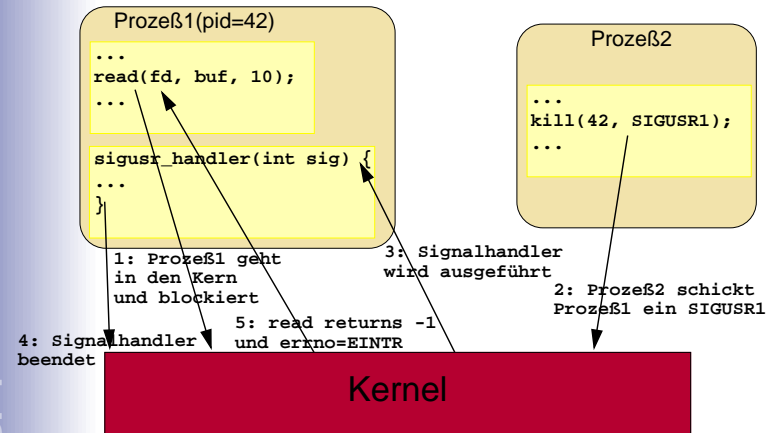 Prozeß1(pid=42)
...
read(fd, buf, 10);
...
sigusr_handler(int sig) {
...
}
Prozeß2
...
kill(42, SIGUSR1);
...
1: Prozeß1 geht
in den Kern
und blockiert
3: Signalhandler
wird ausgeführt
2: Prozeß2 schickt
Prozeß1 ein SIGUSR1
4: Signalhandler
beendet
5: read returns -1
und errno=EINTR
Kernel